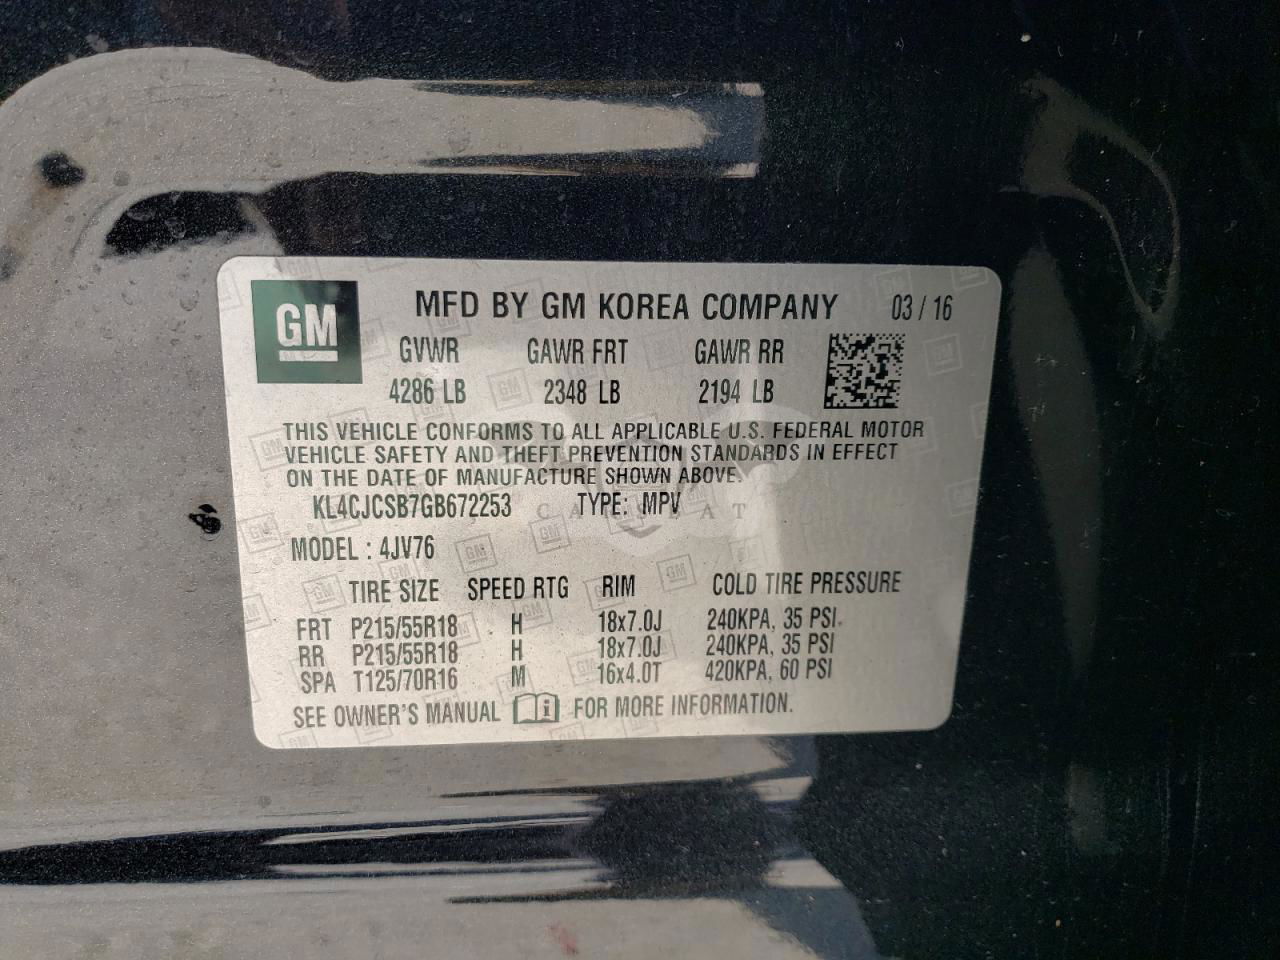 GM
MFD BY GM KOREA COMPANY 03 / 16
GVWR GAWR FRT GAWR RR
4286 LB 2348 LB 2194 LB
THIS VEHICLE CONFORMS TO ALL APPLICABLE U.S. FEDERAL MOTOR
VEHICLE SAFETY AND THEFT PREVENTION STANDARDS IN EFFECT
ON THE DATE OF MANUFACTURE SHOWN ABOVE.
KL4CJCSB7GB672253 TYPE: MPV
MODEL : 4JV76
TIRE SIZE SPEED RTG RIM COLD TIRE PRESSURE
FRT P215/55R18 H 18x7.0J 240KPA, 35 PSI
RR P215/55R18 H 18x7.0J 240KPA, 35 PSI
SPA T125/70R16 M 16x4.0T 420KPA, 60 PSI
SEE OWNER'S MANUAL i FOR MORE INFORMATION.